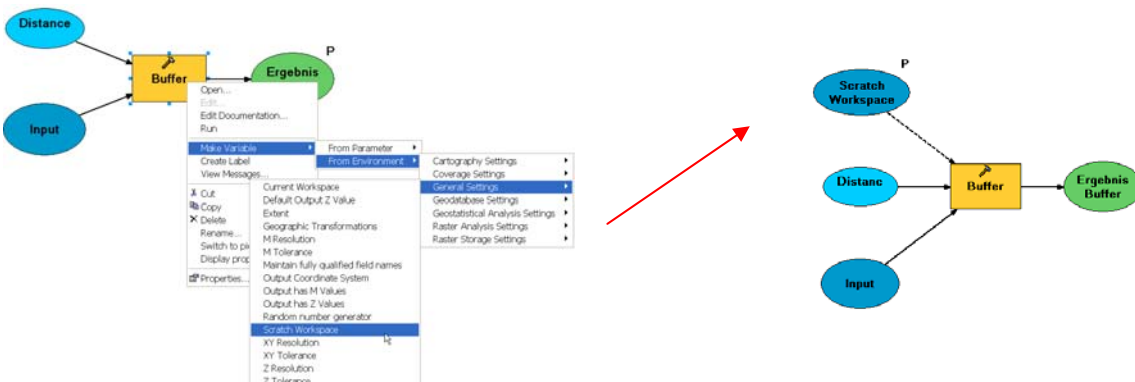 Distance
Buffer
Ergebnis
P
Input
Open...
Edit...
Edit Documentation...
Run
Make Variable
Create Label
View Messages...
Cut
Copy
Delete
Rename...
Switch to
Display
Properties...
From Parameter
From Environment
Cartography Settings
Coverage Settings
General Settings
Geodatabase Settings
Geostatistical Analysis Settings
Raster Analysis Settings
Raster Storage Settings
Current Workspace
Default Output Z Value
Extent
Geographic Transformations
M Resolution
M Tolerance
Maintain fully qualified field names
Output Coordinate System
Output has M Values
Output has Z Values
Random number generator
Scratch Workspace
XY Resolution
XY Tolerance
Z Resolution
Z Tolerance
P
Scratch
Workspace
Distanc
Buffer
Ergebnis
Buffer
Input